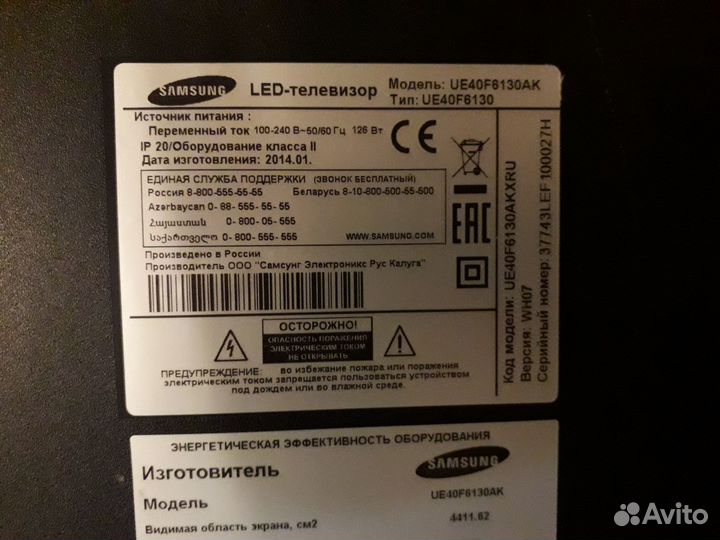 SAMSUNG LED-телевизор Модель: UE40F6130AK
Тип: UE40F6130
Источник питания :
Переменный ток 100-240 В~50/60 Гц 126 Вт
IP 20/Оборудование класса II
Дата изготовления: 2014.01.
CE
ЕДИНАЯ СЛУЖБА ПОДДЕРЖКИ (ЗВОНОК БЕСПЛАТНЫЙ)
Россия 8-800-555-55-55 Беларусь 8-10-800-500-55-500
Azərbaycan 0- 88- 555- 55- 55
Հայաստան 0- 800- 05- 555
საქართველო 0- 800- 555- 555 WWW.SAMSUNG.COM
EAC
Произведено в России
Производитель ООО "Самсунг Электроникс Рус Калуга"
ОСТОРОЖНО!
ОПАСНОСТЬ ПОРАЖЕНИЯ
ЭЛЕКТРИЧЕСКИМ ТОКОМ
НЕ ОТКРЫВАТЬ
ПРЕДУПРЕЖДЕНИЕ: во избежание пожара или поражения
электрическим током запрещается пользоваться устройством
под дождем или во влажной среде.
Код модели: UE40F6130AKXRU
Версия: WH07
Серийный номер: 37743LEF100027H
ЭНЕРГЕТИЧЕСКАЯ ЭФФЕКТИВНОСТЬ ОБОРУДОВАНИЯ
Изготовитель SAMSUNG
Модель UE40F6130AK
Видимая область экрана, см2 4411.62
Avito